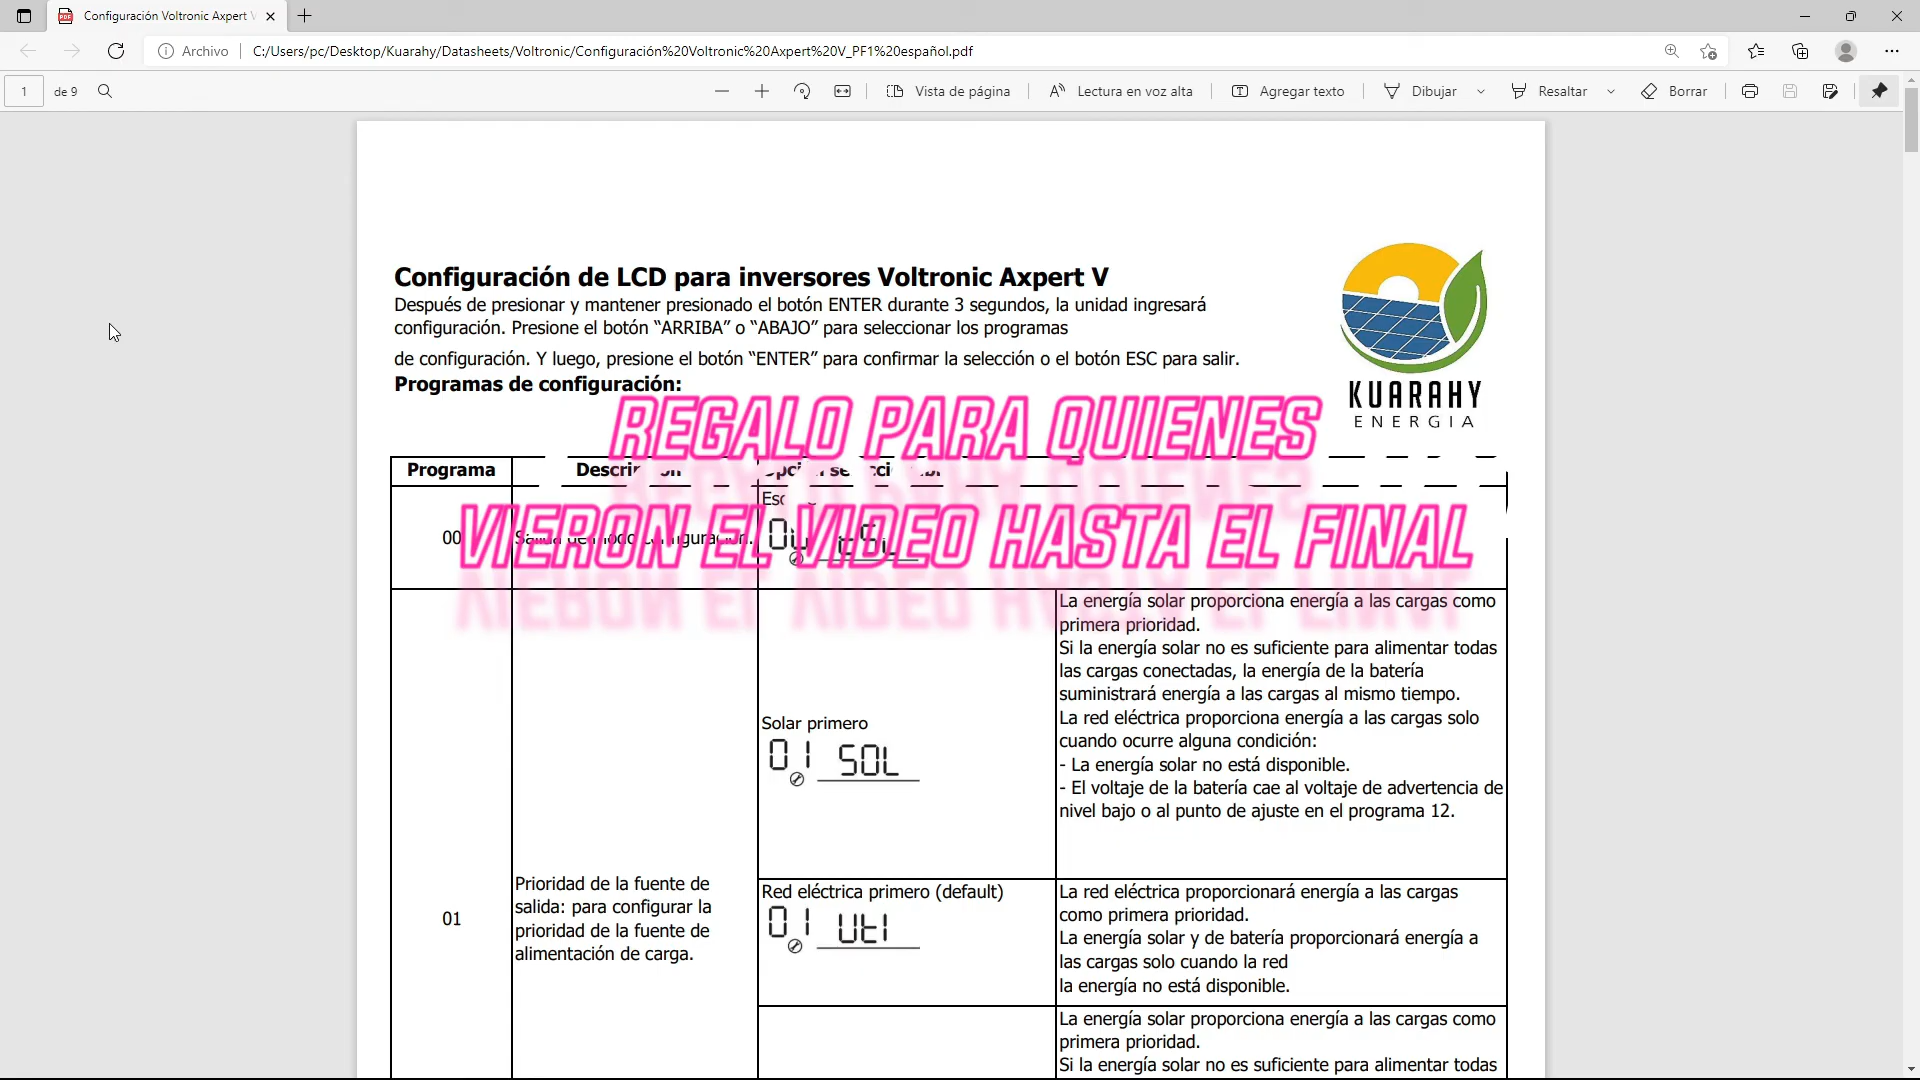 Configuración Voltronic Axpert V
Archivo
C:/Users/pc/Desktop/Kuarahy/Datasheets/Voltronic/Configuración%20Voltronic%20Axpert%20V_PF1%20español.pdf
1 de 9
Vista de página
Lectura en voz alta
Agregar texto
Dibujar
Resaltar
Borrar
Configuración de LCD para inversores Voltronic Axpert V
Después de presionar y mantener presionado el botón ENTER durante 3 segundos, la unidad ingresará
configuración. Presione el botón “ARRIBA” o “ABAJO” para seleccionar los programas
de configuración. Y luego, presione el botón “ENTER” para confirmar la selección o el botón ESC para salir.
Programas de configuración:
KUARAHY
ENERGIA
REGALO PARA QUIENES
VIERON EL VIDEO HASTA EL FINAL
Programa
00
01
Prioridad de la fuente de
salida: para configurar la
prioridad de la fuente de
alimentación de carga.
Solar primero
01 SOL
La energía solar proporciona energía a las cargas como
primera prioridad.
Si la energía solar no es suficiente para alimentar todas
las cargas conectadas, la energía de la batería
suministrará energía a las cargas al mismo tiempo.
La red eléctrica proporciona energía a las cargas solo
cuando ocurre alguna condición:
- La energía solar no está disponible.
- El voltaje de la batería cae al voltaje de advertencia de
nivel bajo o al punto de ajuste en el programa 12.
Red eléctrica primero (default)
01 UtI
La red eléctrica proporcionará energía a las cargas
como primera prioridad.
La energía solar y de batería proporcionará energía a
las cargas solo cuando la red
la energía no está disponible.
La energía solar proporciona energía a las cargas como
primera prioridad.
Si la energía solar no es suficiente para alimentar todas